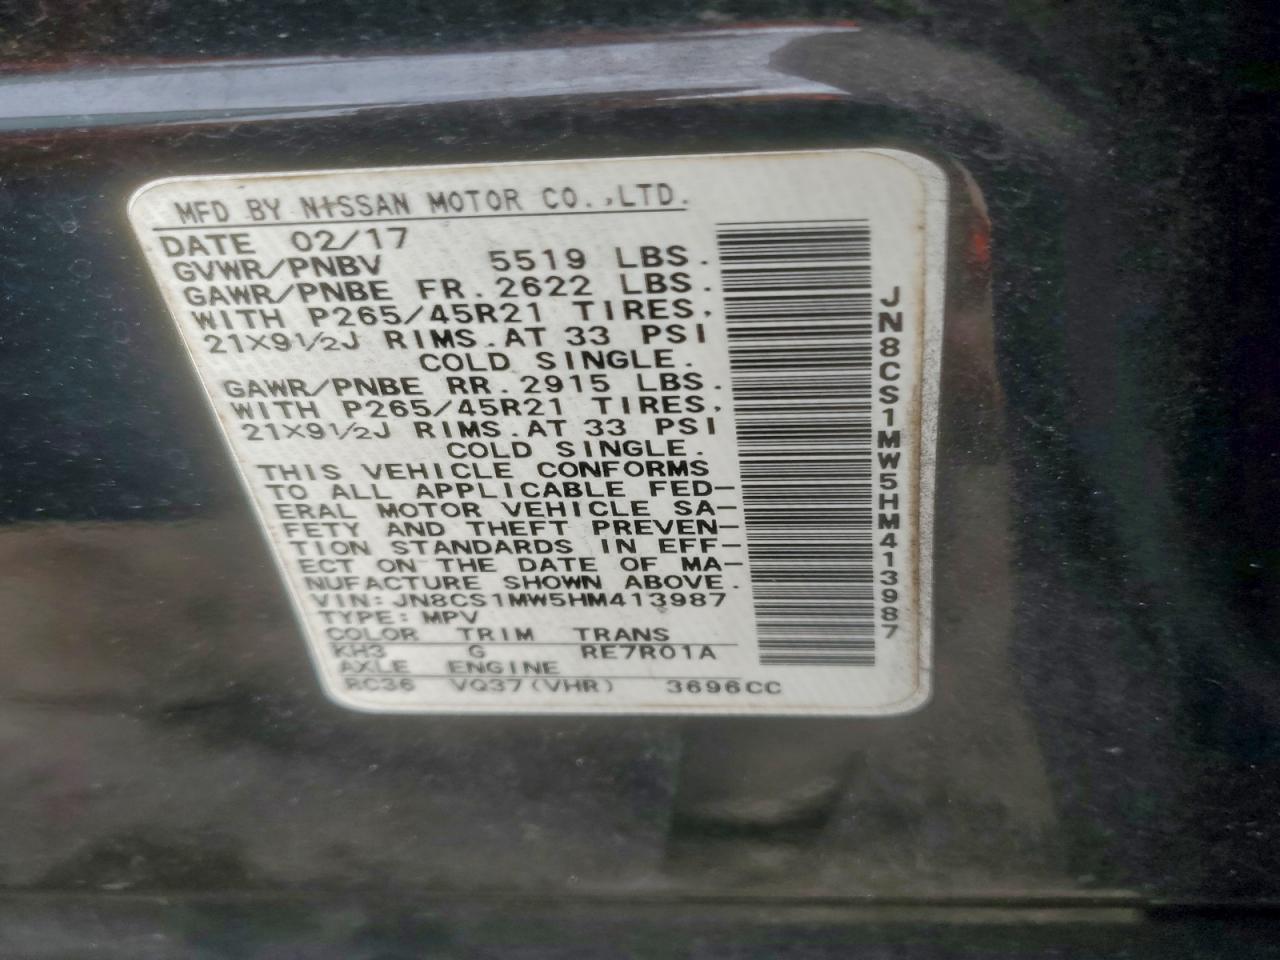 MFD BY NISSAN MOTOR CO.,LTD.
DATE 02/17
GVWR/PNBV 5519 LBS.
GAWR/PNBE FR. 2622 LBS.
WITH P265/45R21 TIRES.
21X9 1/2J RIMS. AT 33 PSI
COLD SINGLE.
GAWR/PNBE RR. 2915 LBS.
WITH P265/45R21 TIRES.
21X9 1/2J RIMS. AT 33 PSI
COLD SINGLE.
THIS VEHICLE CONFORMS
TO ALL APPLICABLE FED-
ERAL MOTOR VEHICLE SA-
FETY AND THEFT PREVEN-
TION STANDARDS IN EFF-
ECT ON THE DATE OF MA-
NUFACTURE SHOWN ABOVE.
VIN: JN8CS1MW5HM413987
TYPE: MPV
COLOR TRIM TRANS
KH3 G RE7R01A
AXLE ENGINE
RC36 VQ37(VHR) 3696CC
JN8CS1MW5HM413987